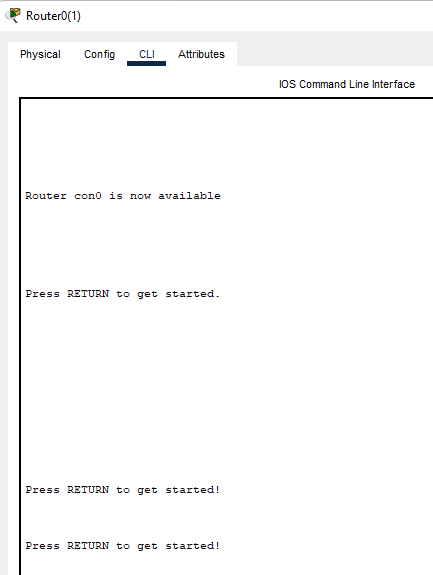 Router0(1)
Physical Config CLI Attributes
IOS Command Line Interface
Router con0 is now available
Press RETURN to get started.
Press RETURN to get started!
Press RETURN to get started!